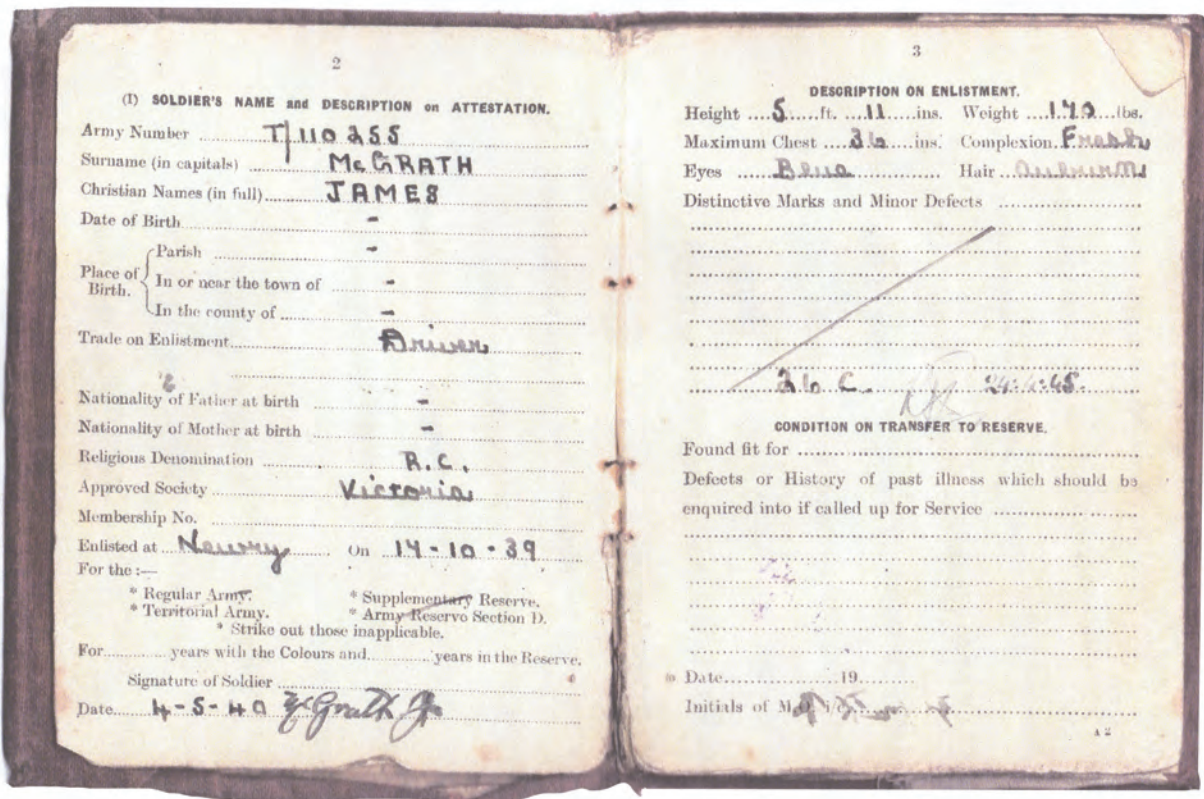 2
(I) SOLDIER'S NAME and DESCRIPTION on ATTESTATION.
Army Number T/110255
Surname (in capitals) McGRATH
Christian Names (in full) JAMES
Date of Birth -
Place of Birth.
Parish -
In or near the town of -
In the county of -
Trade on Enlistment Driver
Nationality of Father at birth -
Nationality of Mother at birth -
Religious Denomination R.C.
Approved Society Victoria
Membership No.
Enlisted at Newry On 14-10-39
For the :—
* Regular Army. * Supplementary Reserve.
* Territorial Army. * Army Reserve Section D.
* Strike out those inapplicable.
For years with the Colours and years in the Reserve.
Signature of Soldier
Date 4-5-40 McGrath
3
DESCRIPTION ON ENLISTMENT.
Height 5 ft. 11 ins. Weight 170 lbs.
Maximum Chest 36 ins. Complexion Fresh
Eyes Blue Hair Auburn
Distinctive Marks and Minor Defects
CONDITION ON TRANSFER TO RESERVE.
Found fit for
Defects or History of past illness which should be
enquired into if called up for Service
Date 19
Initials of M.O. i/c
A 2